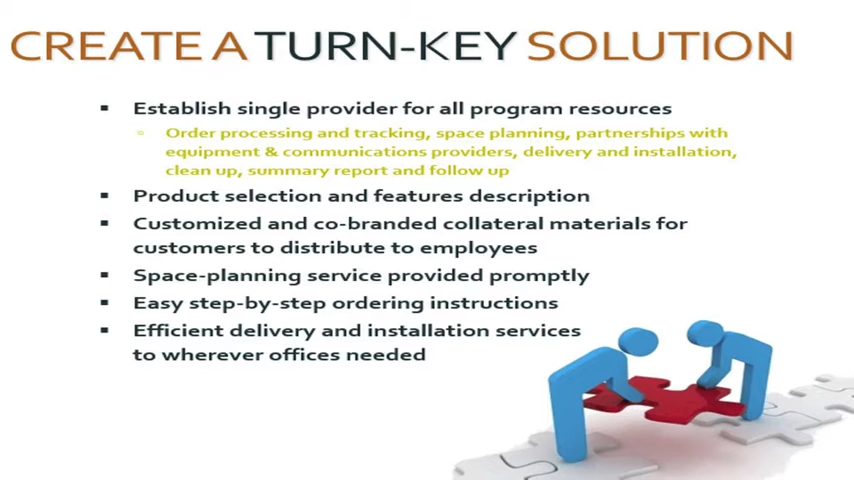 CREATE A TURN-KEY SOLUTION
▪ Establish single provider for all program resources
▫ Order processing and tracking, space planning, partnerships with
equipment & communications providers, delivery and installation,
clean up, summary report and follow up
▪ Product selection and features description
▪ Customized and co-branded collateral materials for
customers to distribute to employees
▪ Space-planning service provided promptly
▪ Easy step-by-step ordering instructions
▪ Efficient delivery and installation services
to wherever offices needed